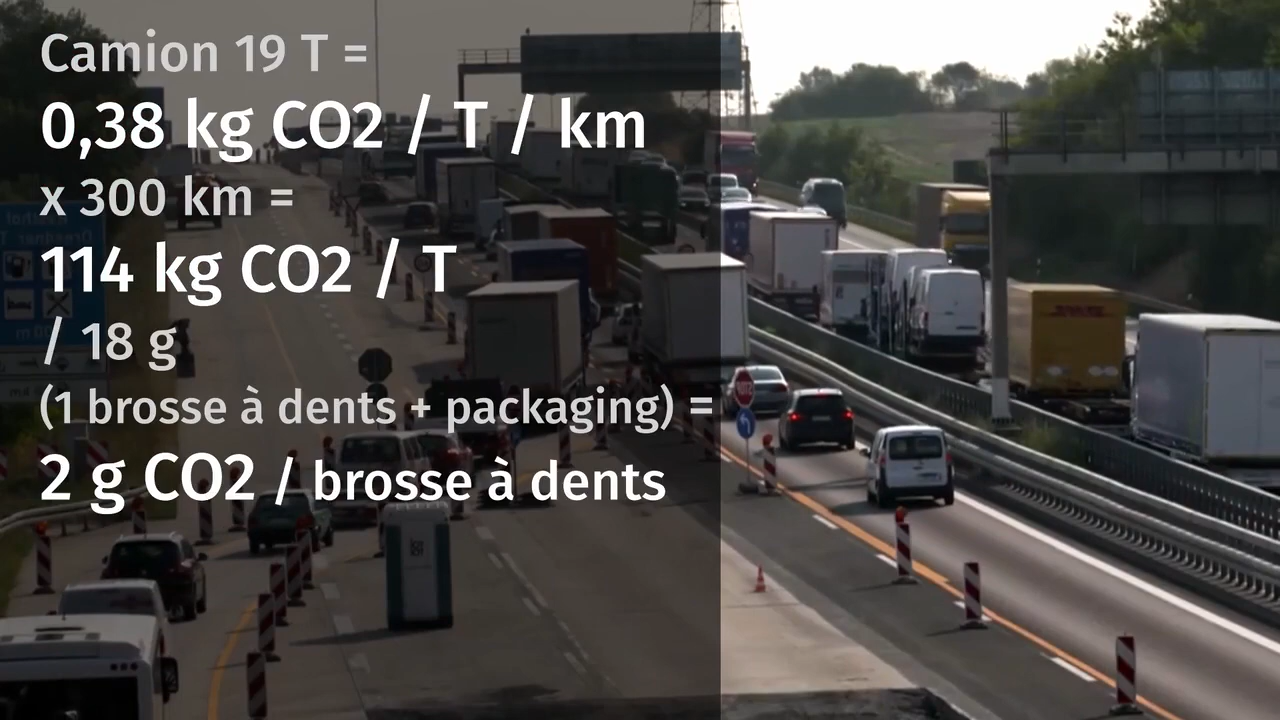 Camion 19 T =
0,38 kg CO2 / T / km
x 300 km =
114 kg CO2 / T
/ 18 g
(1 brosse à dents + packaging) =
2 g CO2 / brosse à dents